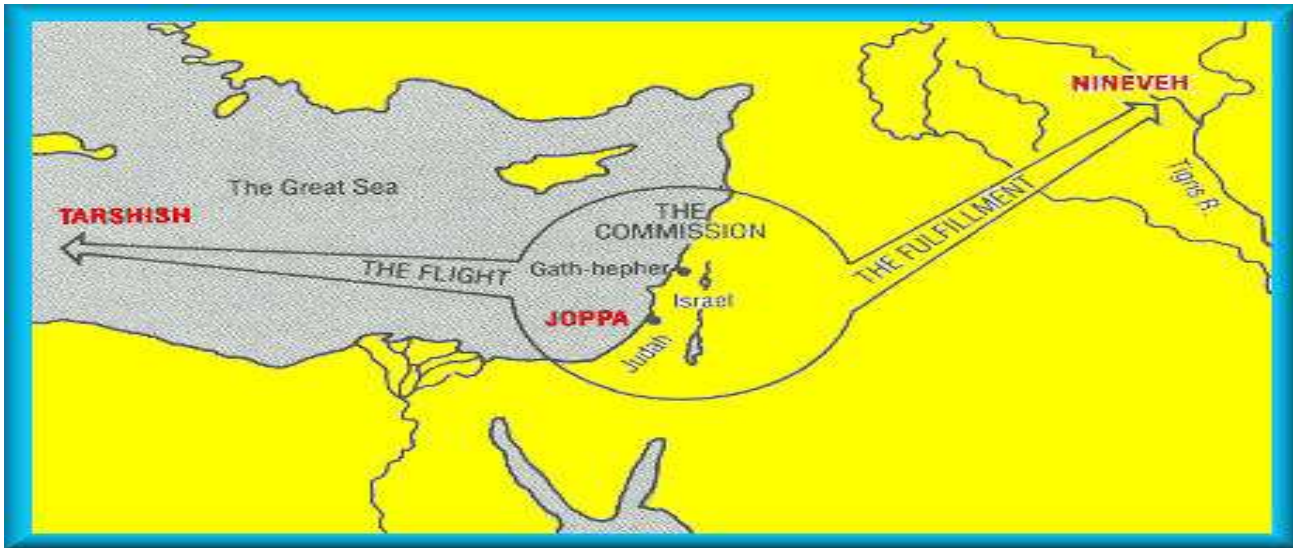 NINEVEH
The Great Sea
TARSHISH
THE
COMMISSION
THE FLIGHT
Gath-hepher
Israel
JOPPA
Judah
THE FULFILLMENT
Tigris R.